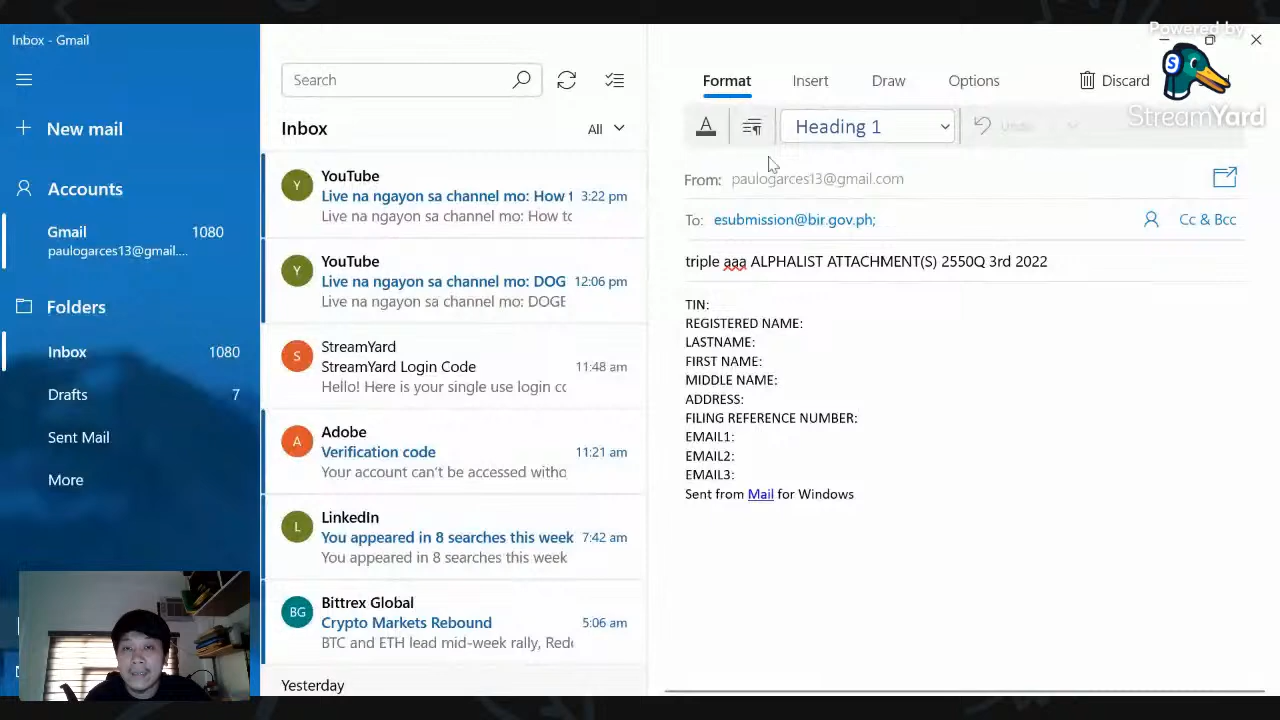 Powered by
StreamYard
Inbox - Gmail
New mail
Accounts
Gmail 1080
paulogarces13@gmail....
Folders
Inbox 1080
Drafts 7
Sent Mail
More
Search
Inbox All
Y YouTube
Live na ngayon sa channel mo: How t 3:22 pm
Live na ngayon sa channel mo: How tc
Y YouTube
Live na ngayon sa channel mo: DOG 12:06 pm
Live na ngayon sa channel mo: DOGE
S StreamYard
StreamYard Login Code 11:48 am
Hello! Here is your single use login cc
A Adobe
Verification code 11:21 am
Your account can't be accessed witho
L LinkedIn
You appeared in 8 searches this week 7:42 am
You appeared in 8 searches this week
BG Bittrex Global
Crypto Markets Rebound 5:06 am
BTC and ETH lead mid-week rally, Rede
Yesterday
Format Insert Draw Options Discard
A Heading 1 Undo
From: paulogarces13@gmail.com
To: esubmission@bir.gov.ph; Cc & Bcc
triple aaa ALPHALIST ATTACHMENT(S) 2550Q 3rd 2022
TIN:
REGISTERED NAME:
LASTNAME:
FIRST NAME:
MIDDLE NAME:
ADDRESS:
FILING REFERENCE NUMBER:
EMAIL1:
EMAIL2:
EMAIL3:
Sent from Mail for Windows